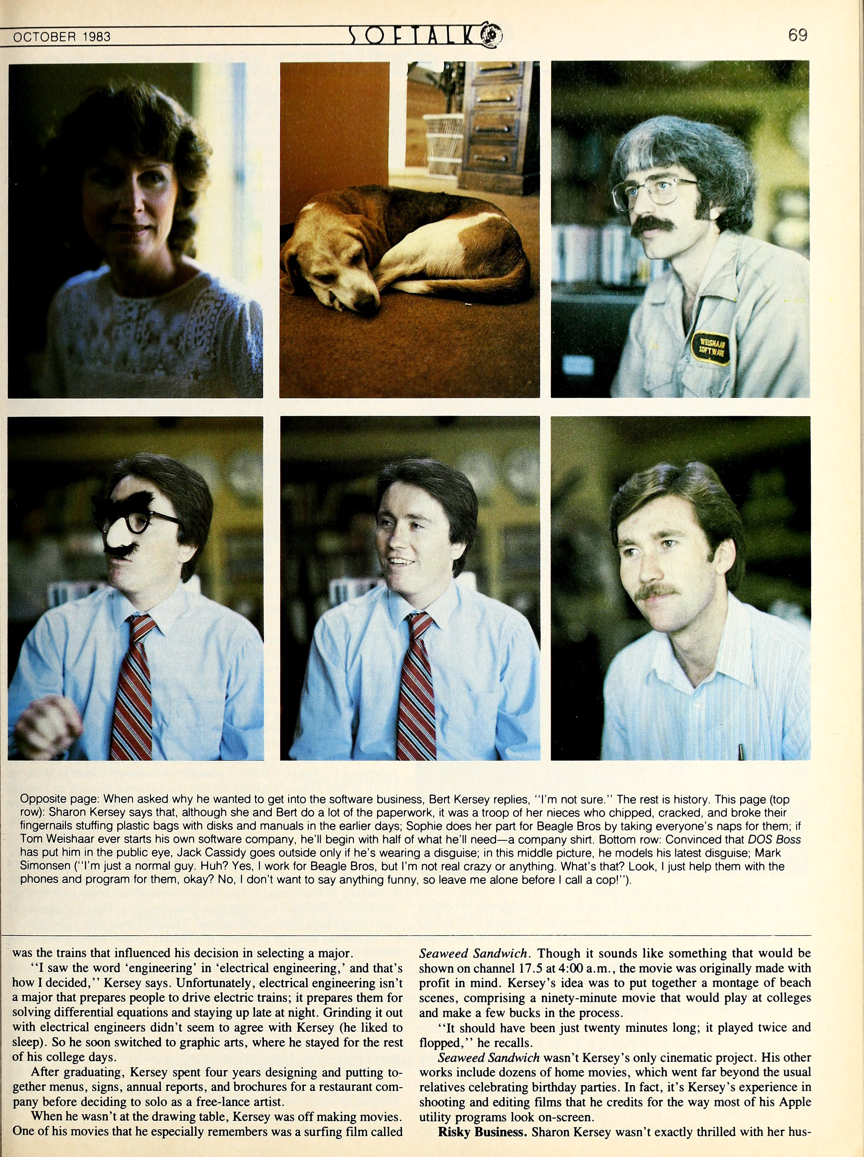 OCTOBER 1983
SOFTALK
69
WEISHAAR
SOFTWARE
Opposite page: When asked why he wanted to get into the software business, Bert Kersey replies, "I'm not sure." The rest is history. This page (top
row): Sharon Kersey says that, although she and Bert do a lot of the paperwork, it was a troop of her nieces who chipped, cracked, and broke their
fingernails stuffing plastic bags with disks and manuals in the earlier days; Sophie does her part for Beagle Bros by taking everyone's naps for them; if
Tom Weishaar ever starts his own software company, he'll begin with half of what he'll need—a company shirt. Bottom row: Convinced that DOS Boss
has put him in the public eye, Jack Cassidy goes outside only if he's wearing a disguise; in this middle picture, he models his latest disguise; Mark
Simonsen ("I'm just a normal guy. Huh? Yes, I work for Beagle Bros, but I'm not real crazy or anything. What's that? Look, I just help them with the
phones and program for them, okay? No, I don't want to say anything funny, so leave me alone before I call a cop!").
was the trains that influenced his decision in selecting a major.
"I saw the word 'engineering' in 'electrical engineering,' and that's
how I decided," Kersey says. Unfortunately, electrical engineering isn't
a major that prepares people to drive electric trains; it prepares them for
solving differential equations and staying up late at night. Grinding it out
with electrical engineers didn't seem to agree with Kersey (he liked to
sleep). So he soon switched to graphic arts, where he stayed for the rest
of his college days.
After graduating, Kersey spent four years designing and putting to-
gether menus, signs, annual reports, and brochures for a restaurant com-
pany before deciding to solo as a free-lance artist.
When he wasn't at the drawing table, Kersey was off making movies.
One of his movies that he especially remembers was a surfing film called
Seaweed Sandwich. Though it sounds like something that would be
shown on channel 17.5 at 4:00 a.m., the movie was originally made with
profit in mind. Kersey's idea was to put together a montage of beach
scenes, comprising a ninety-minute movie that would play at colleges
and make a few bucks in the process.
"It should have been just twenty minutes long; it played twice and
flopped," he recalls.
Seaweed Sandwich wasn't Kersey's only cinematic project. His other
works include dozens of home movies, which went far beyond the usual
relatives celebrating birthday parties. In fact, it's Kersey's experience in
shooting and editing films that he credits for the way most of his Apple
utility programs look on-screen.
Risky Business. Sharon Kersey wasn't exactly thrilled with her hus-